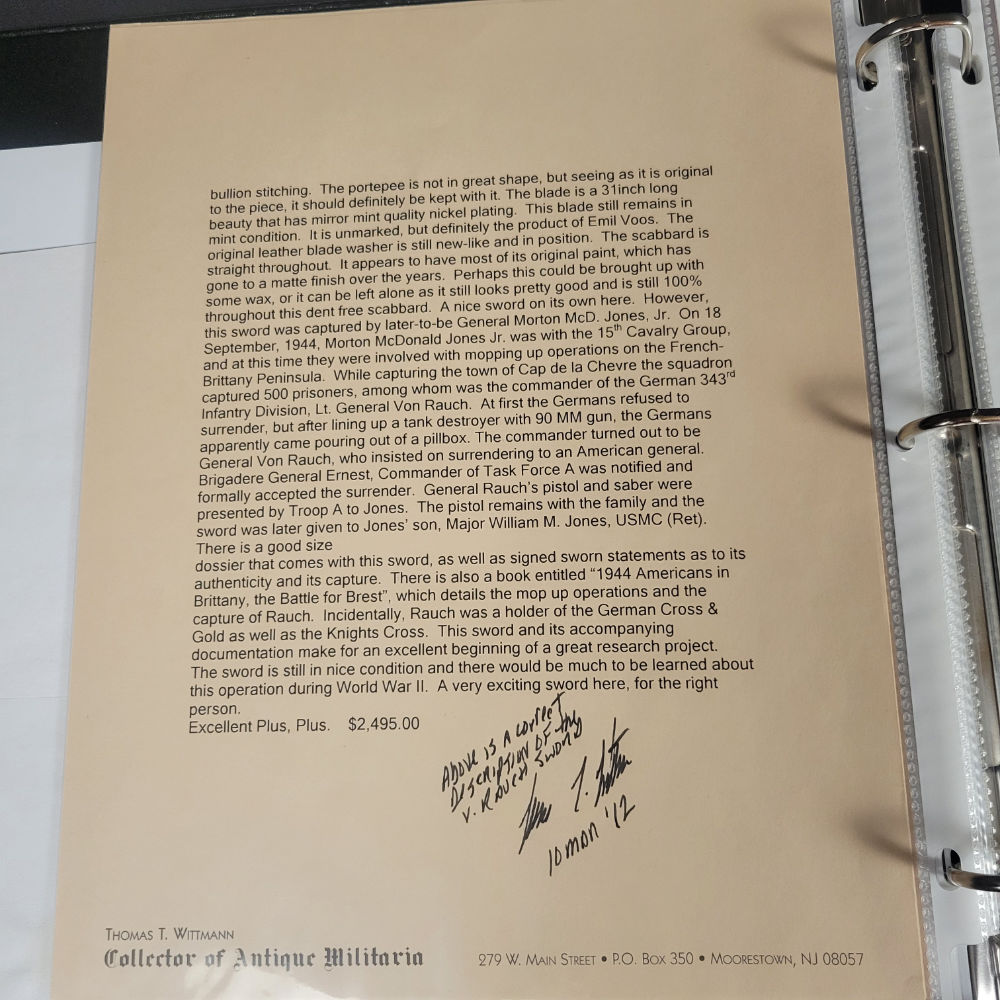 bullion stitching. The portepee is not in great shape, but seeing as it is original
to the piece, it should definitely be kept with it. The blade is a 31inch long
beauty that has mirror mint quality nickel plating. This blade still remains in
mint condition. It is unmarked, but definitely the product of Emil Voos. The
original leather blade washer is still new-like and in position. The scabbard is
straight throughout. It appears to have most of its original paint, which has
gone to a matte finish over the years. Perhaps this could be brought up with
some wax, or it can be left alone as it still looks pretty good and is still 100%
throughout this dent free scabbard. A nice sword on its own here. However,
this sword was captured by later-to-be General Morton McD. Jones, Jr. On 18
September, 1944, Morton McDonald Jones Jr. was with the 15th Cavalry Group,
and at this time they were involved with mopping up operations on the French-
Brittany Peninsula. While capturing the town of Cap de la Chevre the squadron
captured 500 prisoners, among whom was the commander of the German 343rd
Infantry Division, Lt. General Von Rauch. At first the Germans refused to
surrender, but after lining up a tank destroyer with 90 MM gun, the Germans
apparently came pouring out of a pillbox. The commander turned out to be
General Von Rauch, who insisted on surrendering to an American general.
Brigadere General Ernest, Commander of Task Force A was notified and
formally accepted the surrender. General Rauch's pistol and saber were
presented by Troop A to Jones. The pistol remains with the family and the
sword was later given to Jones' son, Major William M. Jones, USMC (Ret).
There is a good size
dossier that comes with this sword, as well as signed sworn statements as to its
authenticity and its capture. There is also a book entitled “1944 Americans in
Brittany, the Battle for Brest”, which details the mop up operations and the
capture of Rauch. Incidentally, Rauch was a holder of the German Cross &
Gold as well as the Knights Cross. This sword and its accompanying
documentation make for an excellent beginning of a great research project.
The sword is still in nice condition and there would be much to be learned about
this operation during World War II. A very exciting sword here, for the right
person.
Excellent Plus, Plus. $2,495.00
ABOVE IS A CORRECT
DISCRIPTION OF THE
V. RAUCH SWORD
10 MAR '12
THOMAS T. WITTMANN
Collector of Antique Militaria
279 W. MAIN STREET • P.O. BOX 350 • MOORESTOWN, NJ 08057